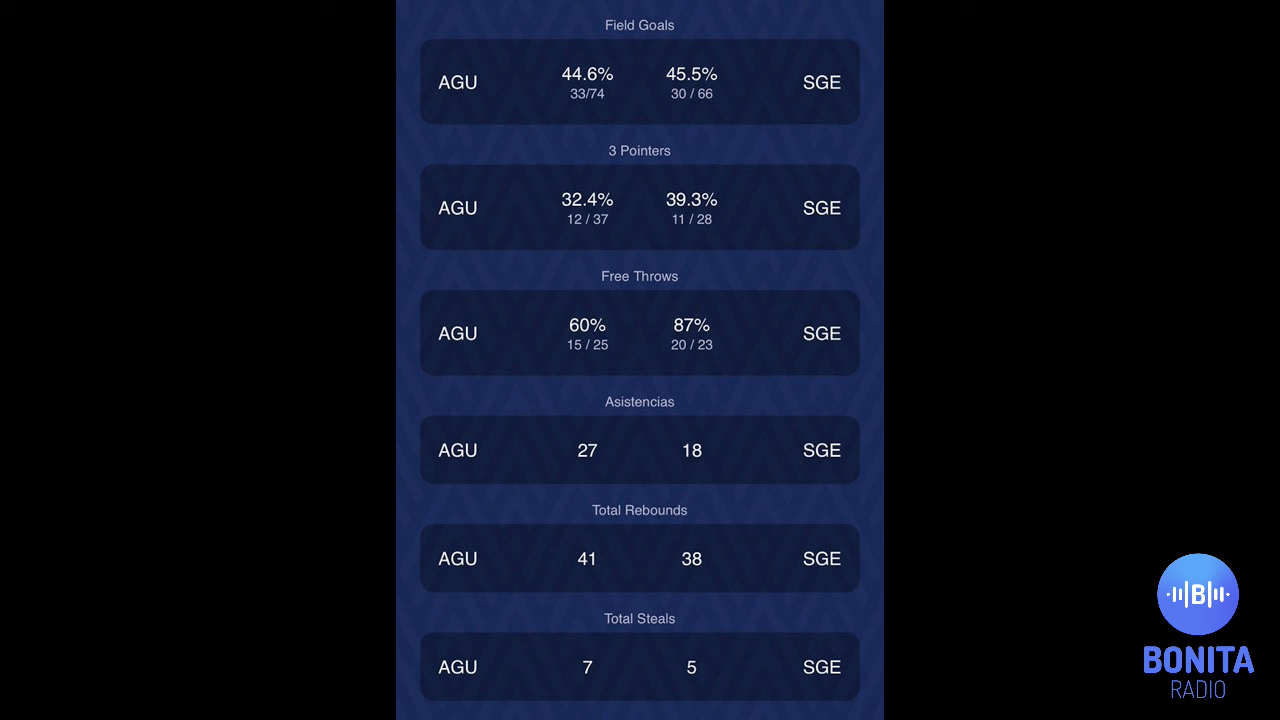 Field Goals
AGU 44.6% 45.5% SGE
33/74 30 / 66
3 Pointers
AGU 32.4% 39.3% SGE
12 / 37 11 / 28
Free Throws
AGU 60% 87% SGE
15 / 25 20 / 23
Asistencias
AGU 27 18 SGE
Total Rebounds
AGU 41 38 SGE
Total Steals
AGU 7 5 SGE
B
BONITA
RADIO